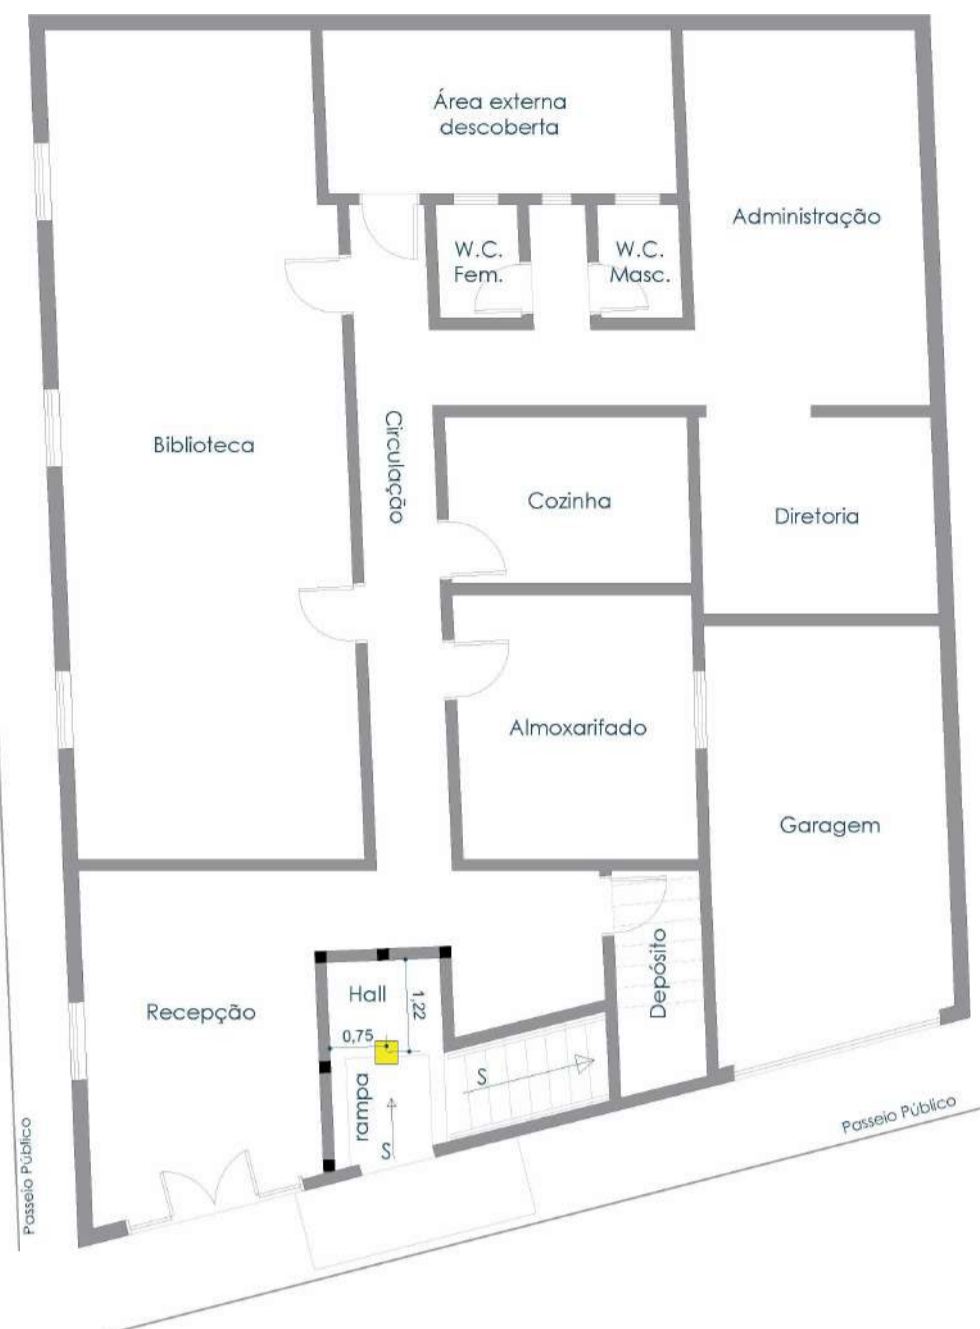 Área externa
descoberta
Administração
W.C.
Fem.
W.C.
Masc.
Biblioteca
Circulação
Cozinha
Diretoria
Almoxarifado
Garagem
Depósito
Recepção
Hall
1,22
0,75
rampa
S
S
Passeio Público
Passeio Público